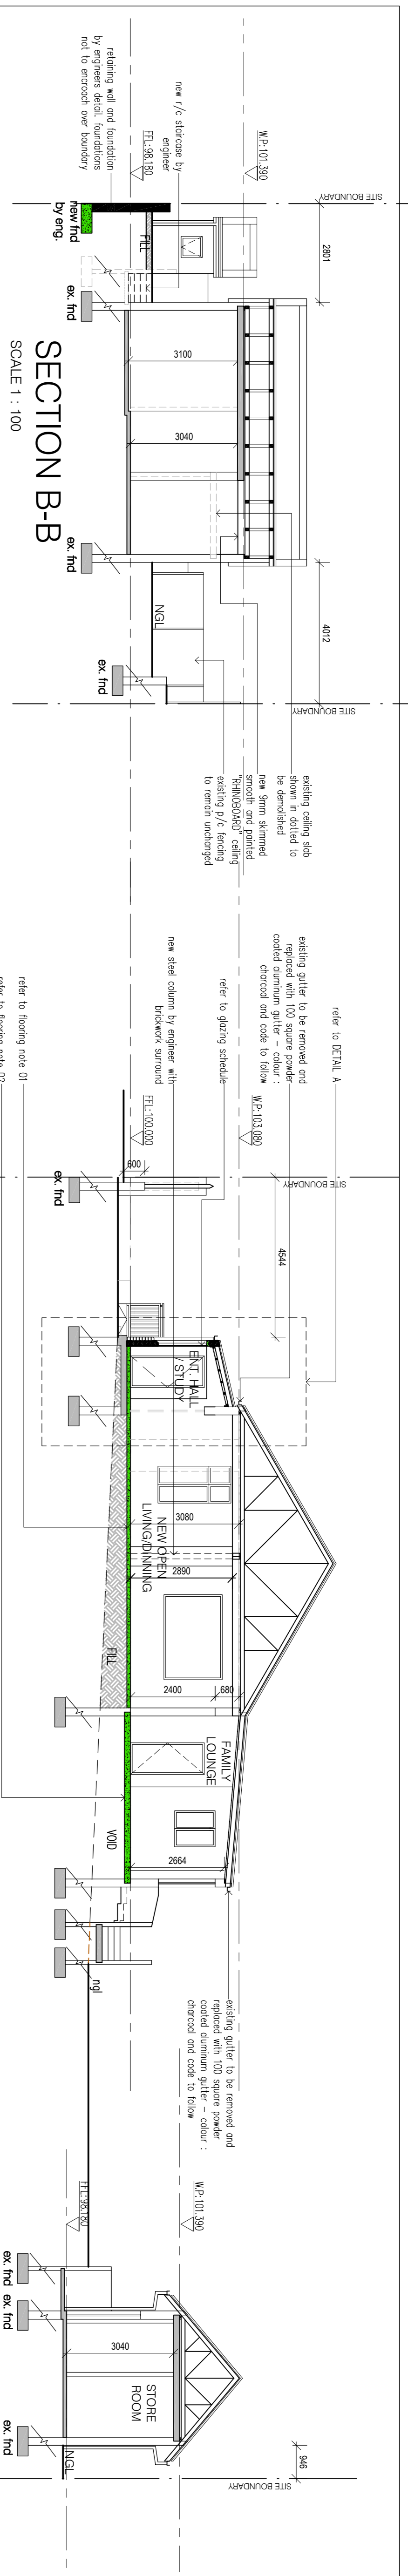 SITE BOUNDARY
2801
W.P:101.390
new r/c staircase by
engineer
FFL:98.180
retaining wall and foundation
by engineers detail. foundations
not to encroach over boundary
FILL
new fnd
by eng.
ex. fnd
3100
3040
SECTION B-B
SCALE 1 : 100
ex. fnd
4012
NGL
ex. fnd
SITE BOUNDARY
existing ceiling slab
shown in dotted to
be demolished
new 9mm skimmed
smooth and painted
"RHINOBOARD" ceiling
existing p/c fencing
to remain unchanged
refer to DETAIL A
existing gutter to be removed and
replaced with 100 square powder
coated aluminum gutter - colour :
charcoal and code to follow
W.P:103.080
refer to glazing schedule
new steel column by engineer with
brickwork surround
FFL:100.000
refer to flooring note 01
refer to flooring note 02
SITE BOUNDARY
600
ex. fnd
4544
ENT. HALL
/ STUDY
3080
NEW OPEN
LIVING/DINNING
2890
2400
680
FILL
FAMILY
LOUNGE
VOID
2664
ngl
existing gutter to be removed and
replaced with 100 square powder
coated aluminum gutter - colour :
charcoal and code to follow
W.P:101.390
FFL:98.180
ex. fnd
ex. fnd
3040
STORE
ROOM
ex. fnd
NGL
946
SITE BOUNDARY